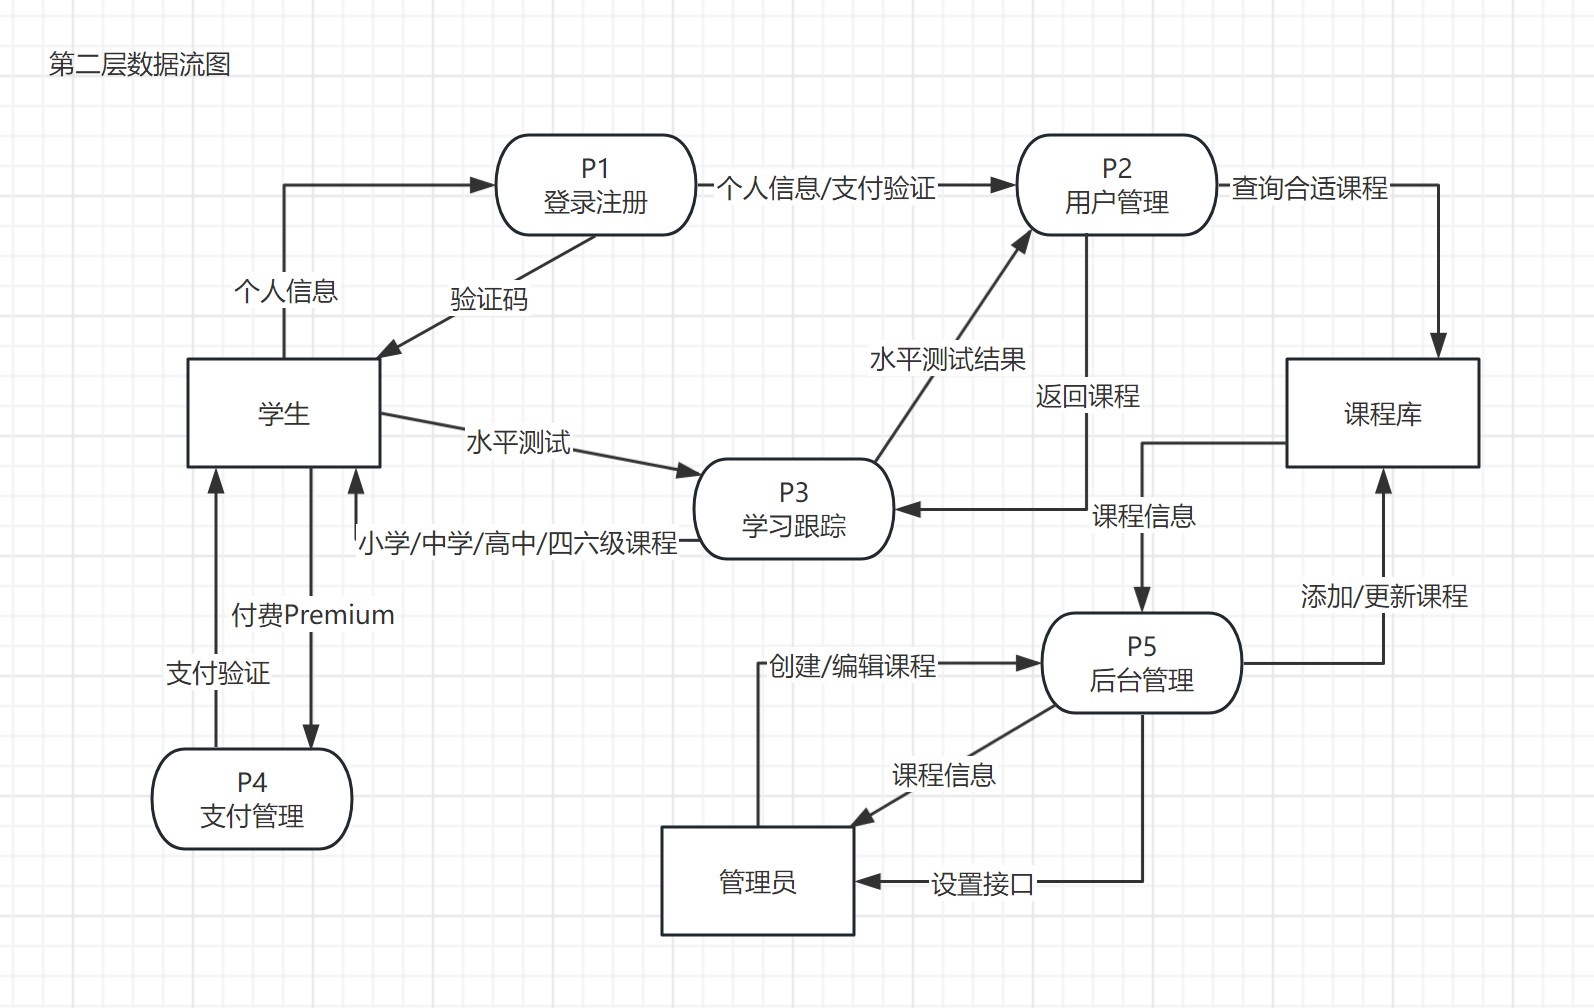 第二层数据流图
P1
登录注册
个人信息/支付验证
P2
用户管理
查询合适课程
个人信息
验证码
水平测试结果
返回课程
学生
课程库
水平测试
P3
学习跟踪
课程信息
小学/中学/高中/四六级课程
添加/更新课程
付费Premium
支付验证
P5
后台管理
创建/编辑课程
P4
支付管理
课程信息
管理员
设置接口